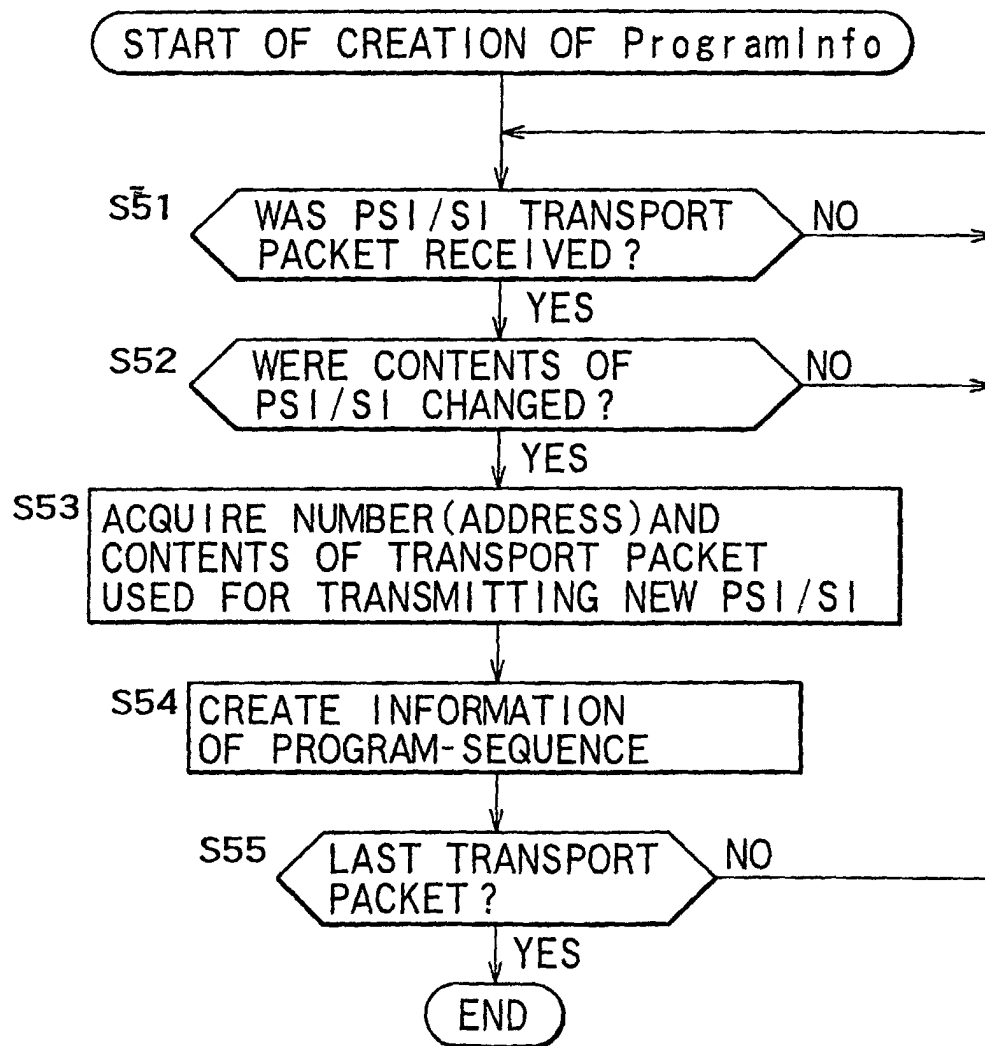 START OF CREATION OF ProgramInfo
S51
WAS PSI/SI TRANSPORT
PACKET RECEIVED?
NO
YES
S52
WERE CONTENTS OF
PSI/SI CHANGED?
NO
YES
S53
ACQUIRE NUMBER(ADDRESS)AND
CONTENTS OF TRANSPORT PACKET
USED FOR TRANSMITTING NEW PSI/SI
S54
CREATE INFORMATION
OF PROGRAM-SEQUENCE
S55
LAST TRANSPORT
PACKET?
NO
YES
END